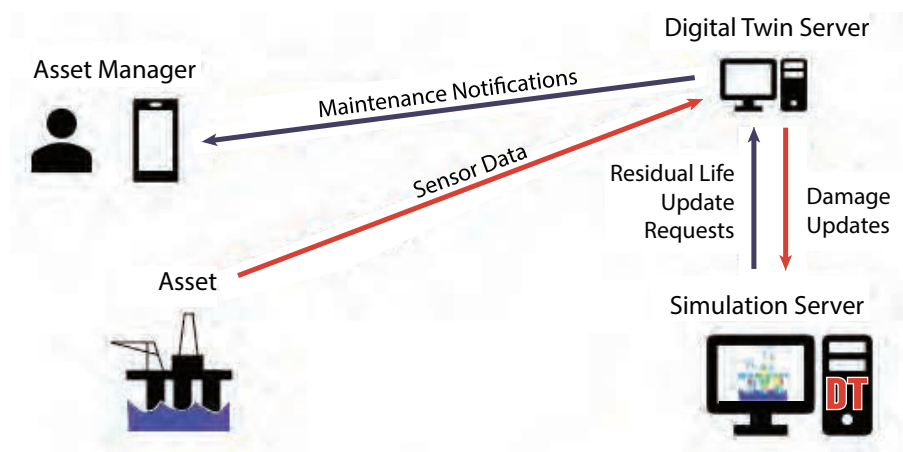 Digital Twin Server
Asset Manager
Maintenance Notifications
Sensor Data
Residual Life
Update
Requests
Damage
Updates
Asset
Simulation Server
DT